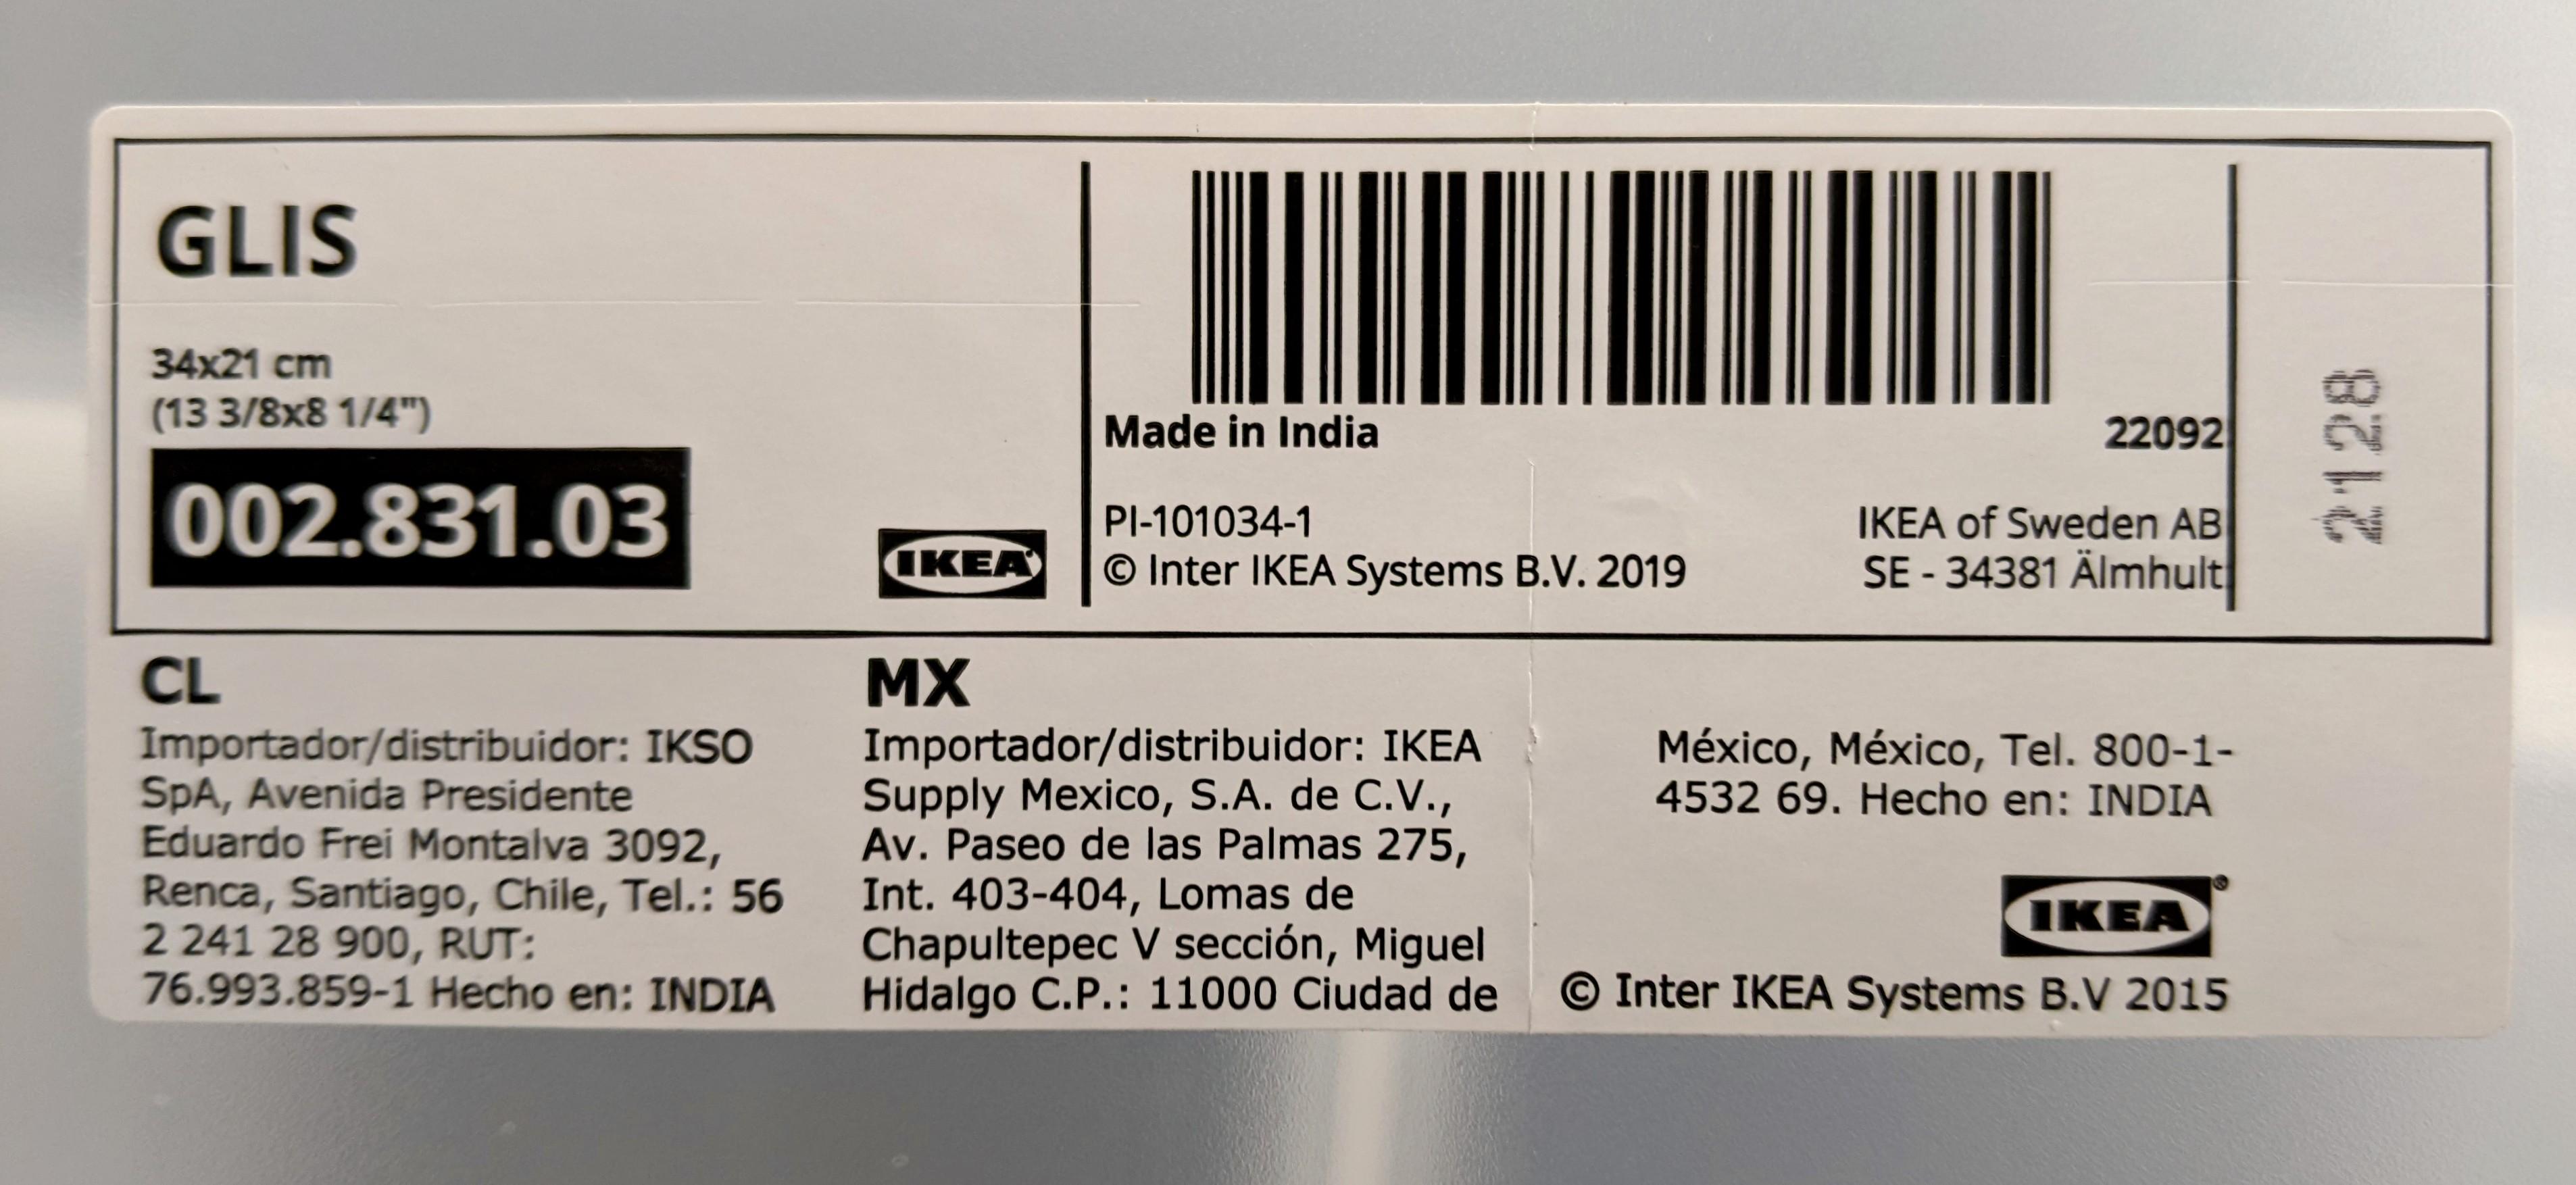 GLIS
34x21 cm
(13 3/8x8 1/4")
002.831.03
IKEA
Made in India
22092
PI-101034-1
© Inter IKEA Systems B.V. 2019
IKEA of Sweden AB
SE - 34381 Älmhult
2128
CL
Importador/distribuidor: IKSO
SpA, Avenida Presidente
Eduardo Frei Montalva 3092,
Renca, Santiago, Chile, Tel.: 56
2 241 28 900, RUT:
76.993.859-1 Hecho en: INDIA
MX
Importador/distribuidor: IKEA
Supply Mexico, S.A. de C.V.,
Av. Paseo de las Palmas 275,
Int. 403-404, Lomas de
Chapultepec V sección, Miguel
Hidalgo C.P.: 11000 Ciudad de
México, México, Tel. 800-1-
4532 69. Hecho en: INDIA
IKEA®
© Inter IKEA Systems B.V 2015